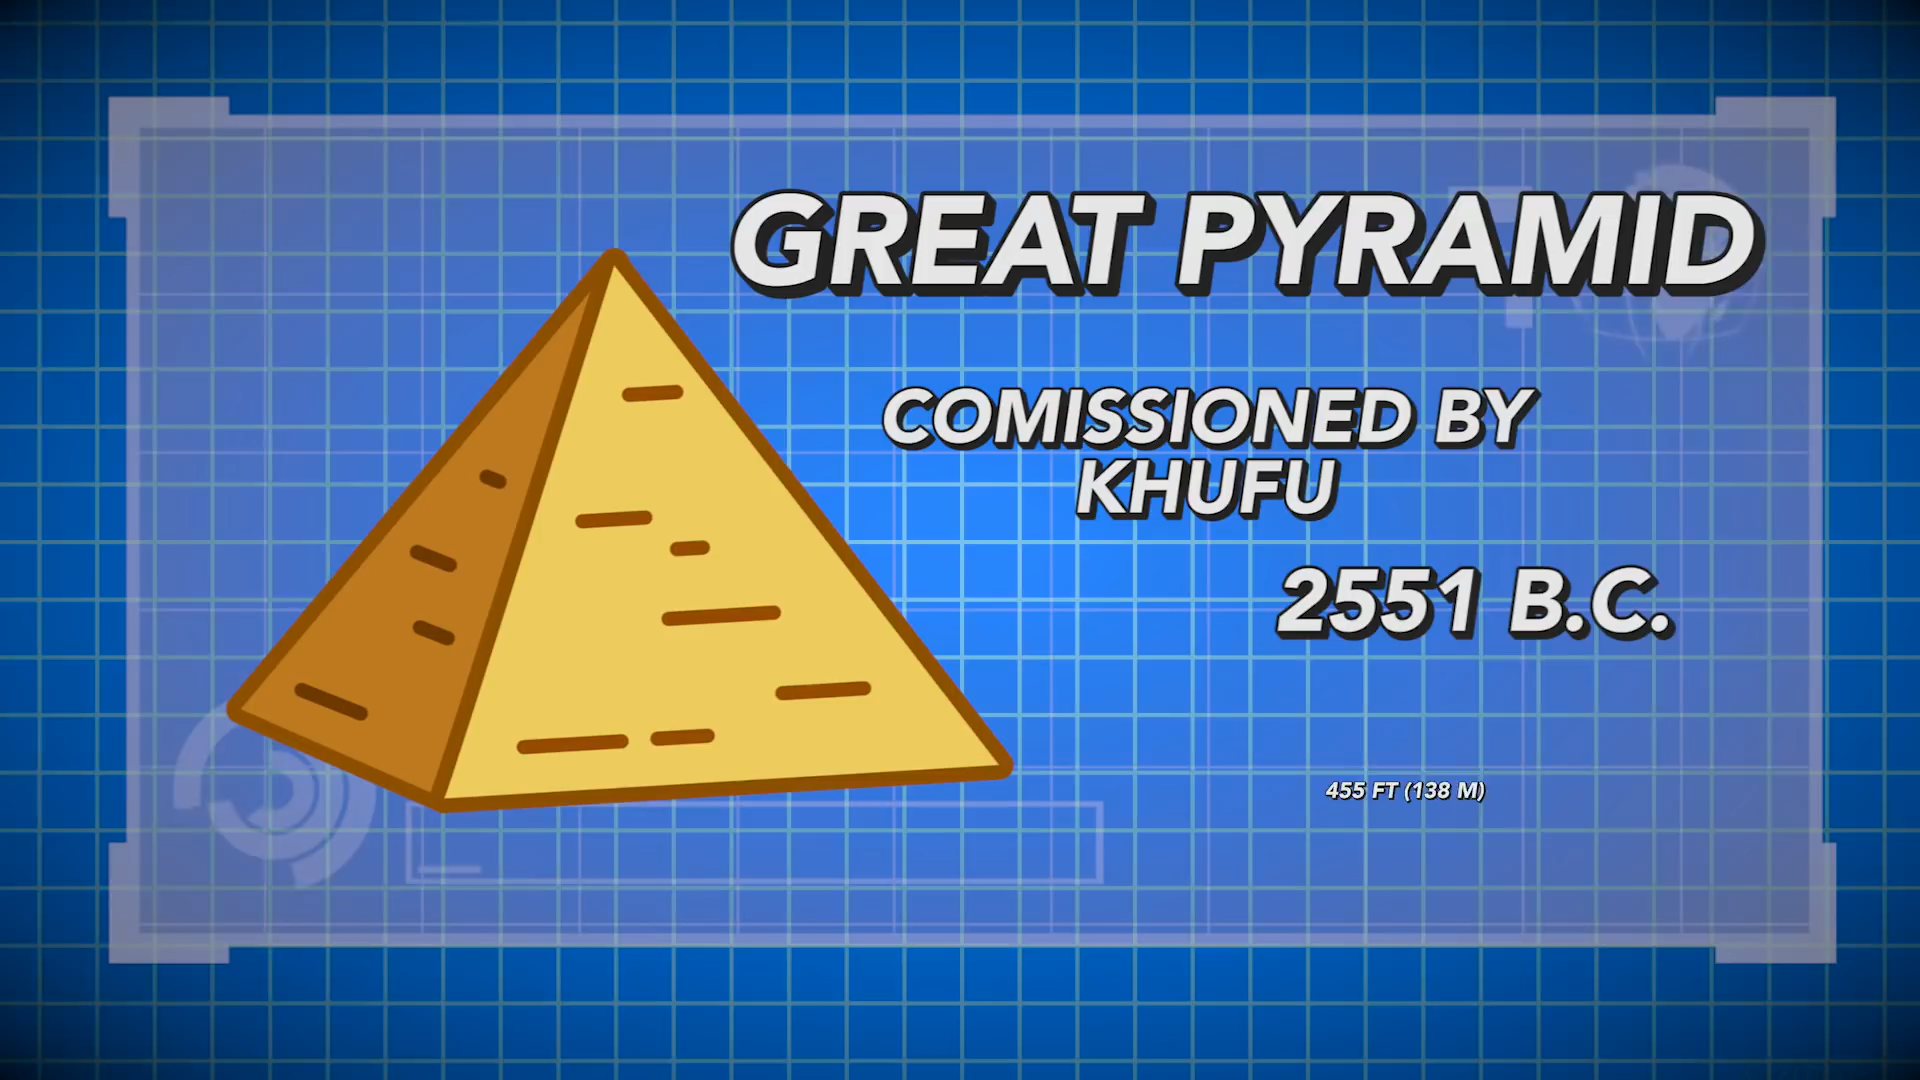 GREAT PYRAMID
COMISSIONED BY
KHUFU
2551 B.C.
455 FT (138 M)